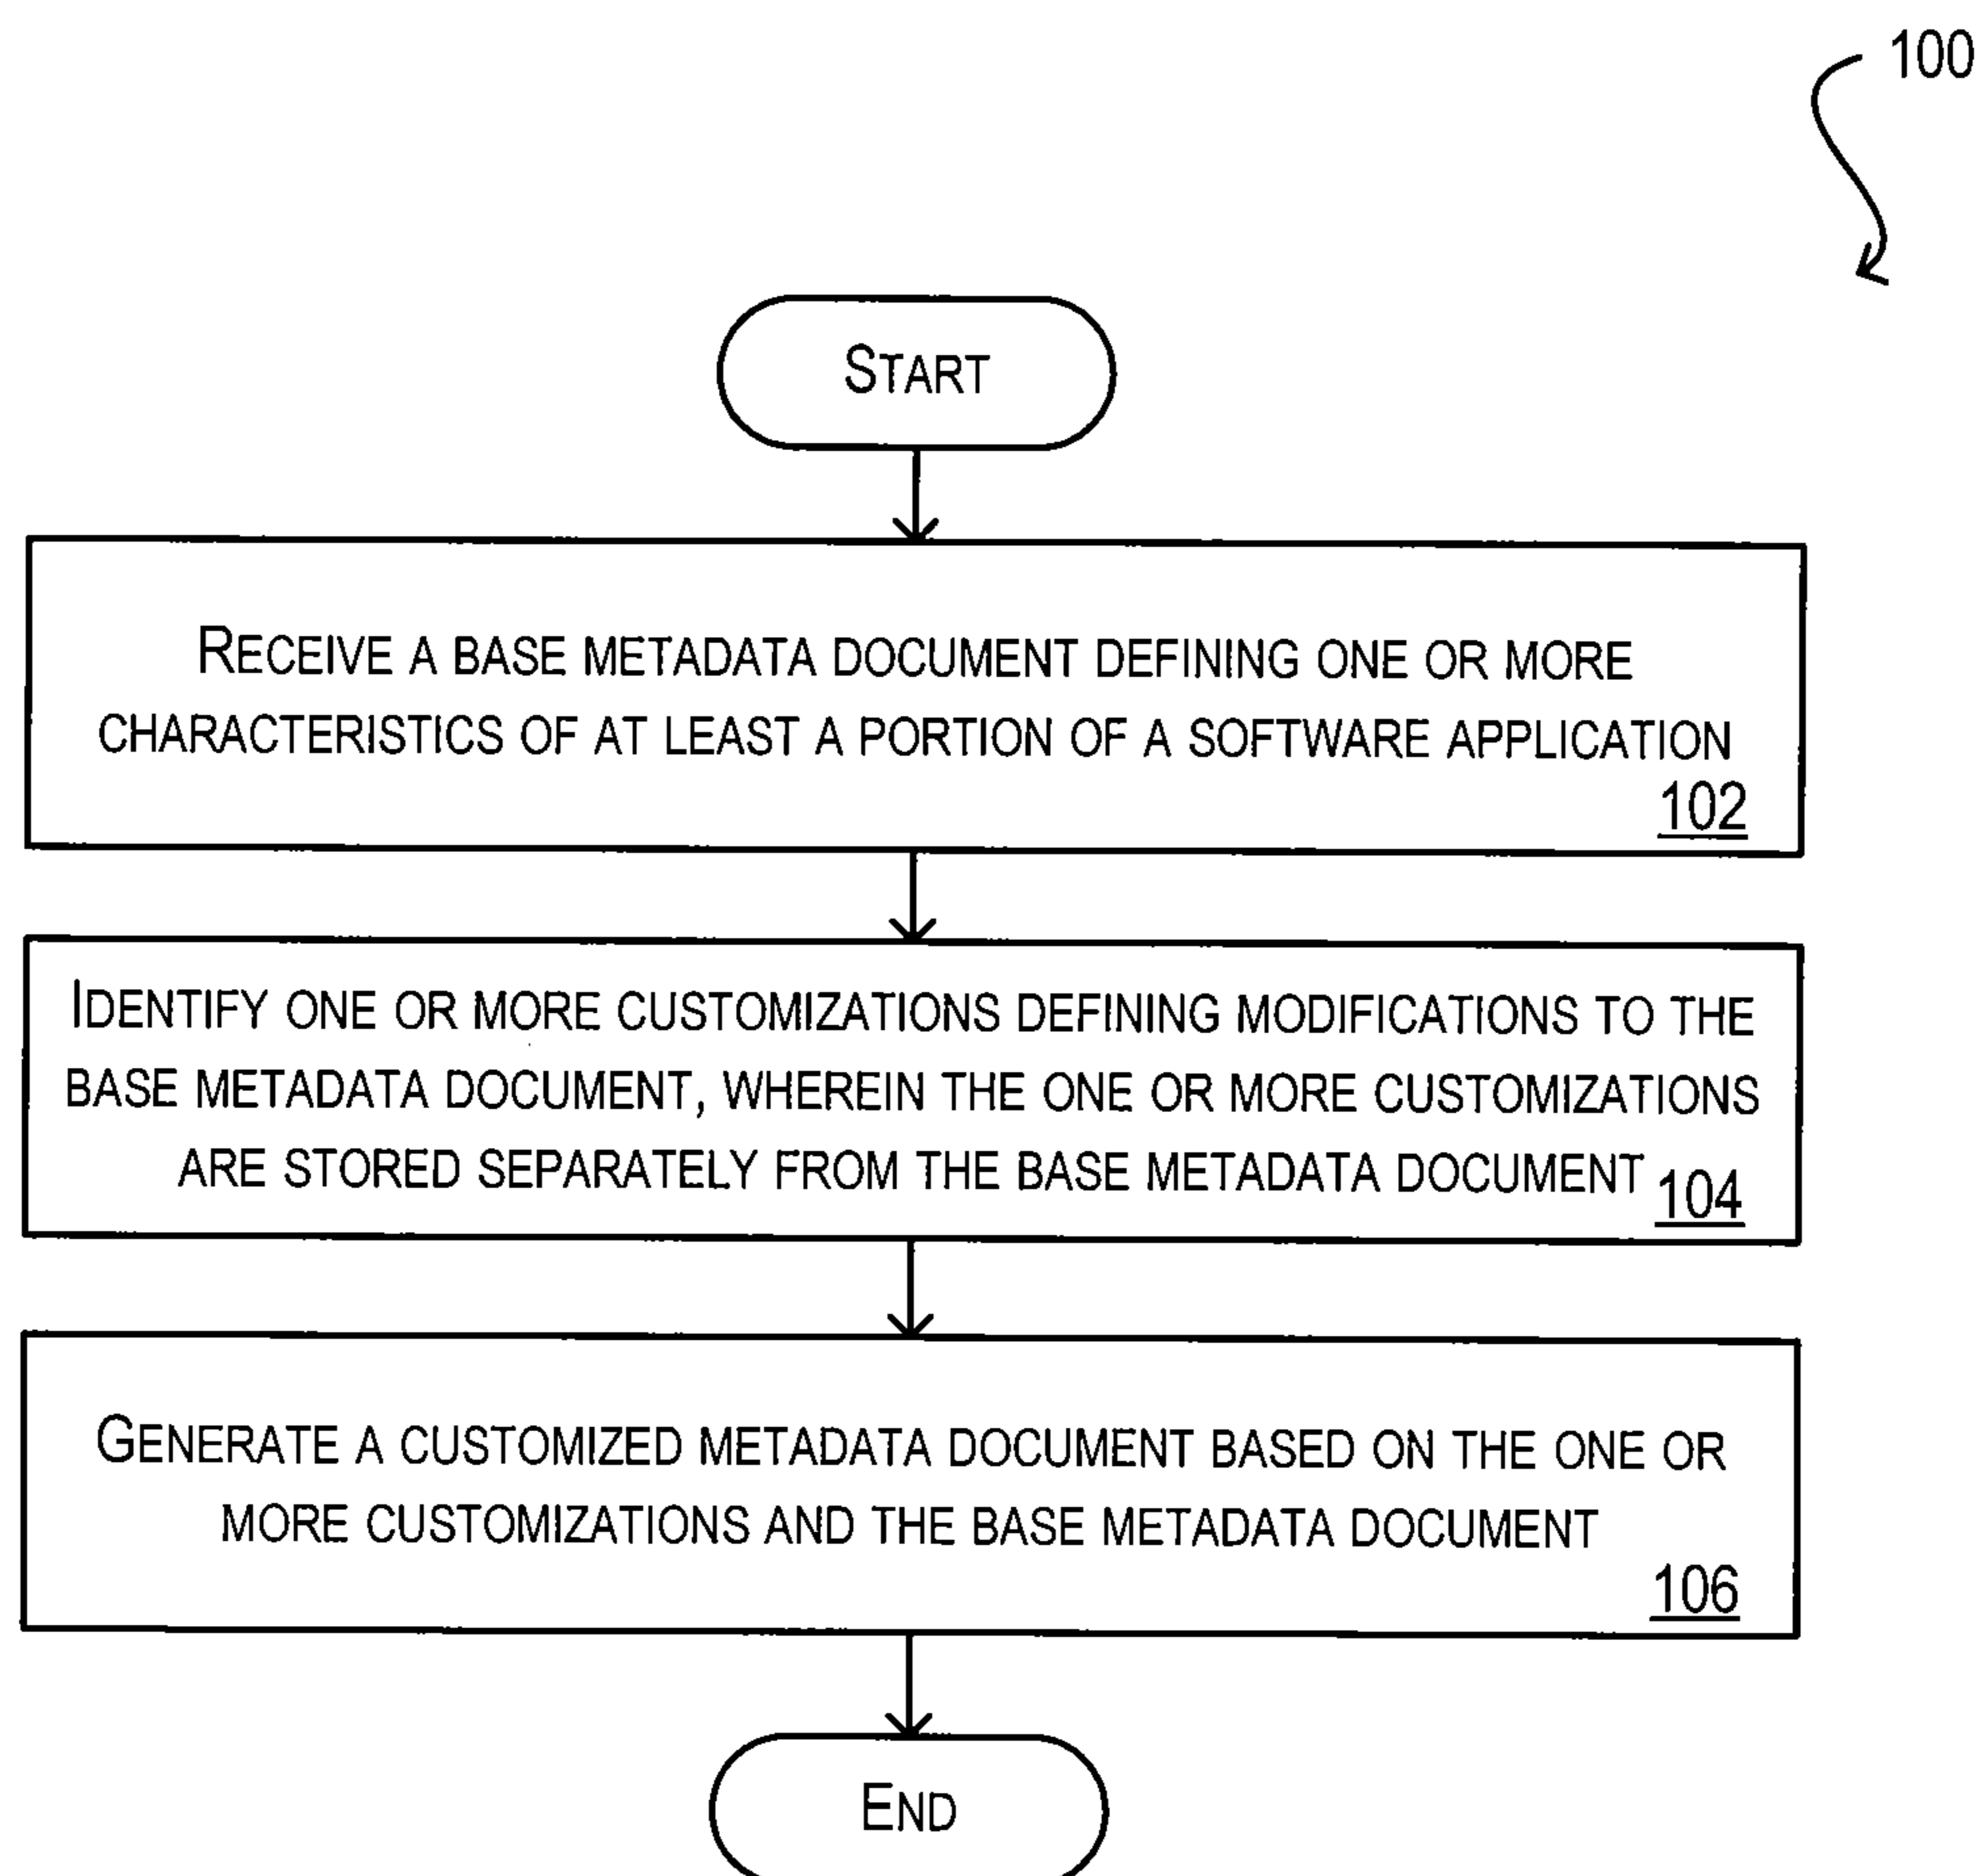 100
START
RECEIVE A BASE METADATA DOCUMENT DEFINING ONE OR MORE
CHARACTERISTICS OF AT LEAST A PORTION OF A SOFTWARE APPLICATION
102
IDENTIFY ONE OR MORE CUSTOMIZATIONS DEFINING MODIFICATIONS TO THE
BASE METADATA DOCUMENT, WHEREIN THE ONE OR MORE CUSTOMIZATIONS
ARE STORED SEPARATELY FROM THE BASE METADATA DOCUMENT
104
GENERATE A CUSTOMIZED METADATA DOCUMENT BASED ON THE ONE OR
MORE CUSTOMIZATIONS AND THE BASE METADATA DOCUMENT
106
END